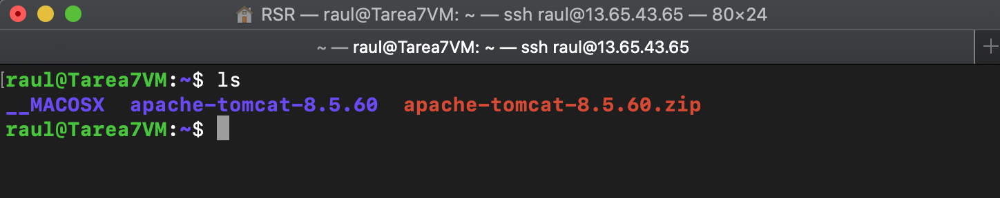 RSR — raul@Tarea7VM: ~ — ssh raul@13.65.43.65 — 80×24
~ — raul@Tarea7VM: ~ — ssh raul@13.65.43.65
[raul@Tarea7VM:~$ ls
__MACOSX  apache-tomcat-8.5.60  apache-tomcat-8.5.60.zip
raul@Tarea7VM:~$